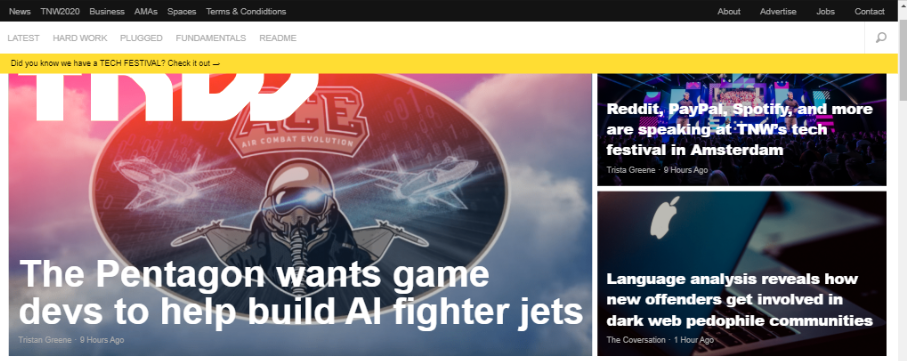 News TNW2020 Business AMAs Spaces Terms & Condidtions About Advertise Jobs Contact
LATEST HARD WORK PLUGGED FUNDAMENTALS README
Did you know we have a TECH FESTIVAL? Check it out
ACE
AIR COMBAT EVOLUTION
The Pentagon wants game
devs to help build AI fighter jets
Tristan Greene · 9 Hours Ago
Reddit, PayPal, Spotify, and more
are speaking at TNW's tech
festival in Amsterdam
Trista Greene · 9 Hours Ago
Language analysis reveals how
new offenders get involved in
dark web pedophile communities
The Coversation · 1 Hour Ago